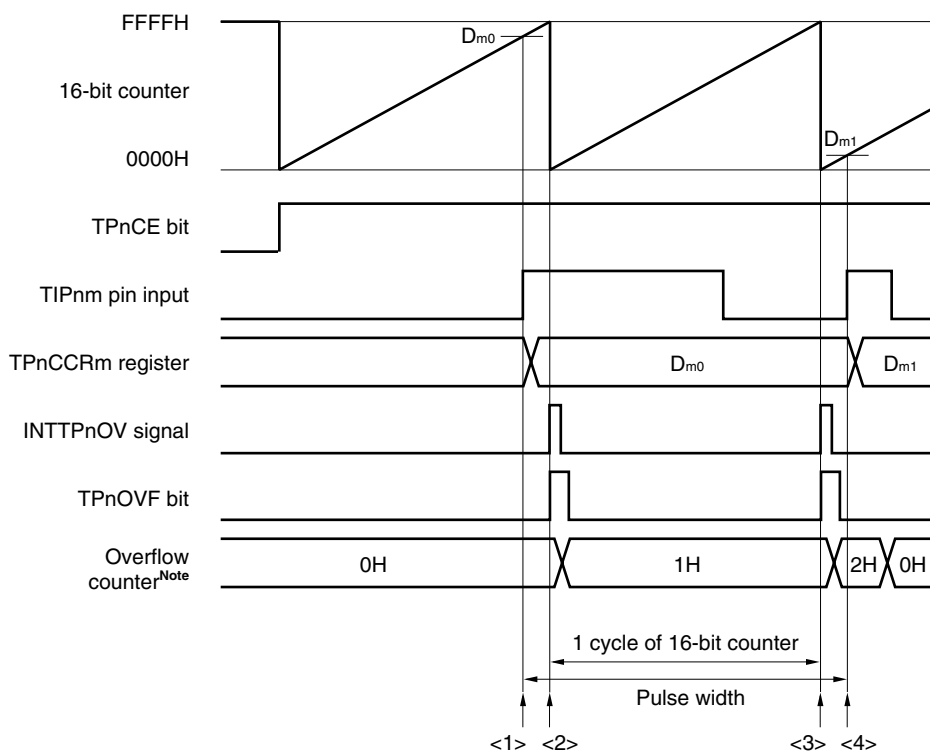 FFFFH
Dm0
16-bit counter
0000H
Dm1
TPnCE bit
TIPnm pin input
TPnCCRm register
Dm0
Dm1
INTTPnOV signal
TPnOVF bit
Overflow
counterNote
0H
1H
2H
0H
1 cycle of 16-bit counter
Pulse width
<1> <2> <3> <4>